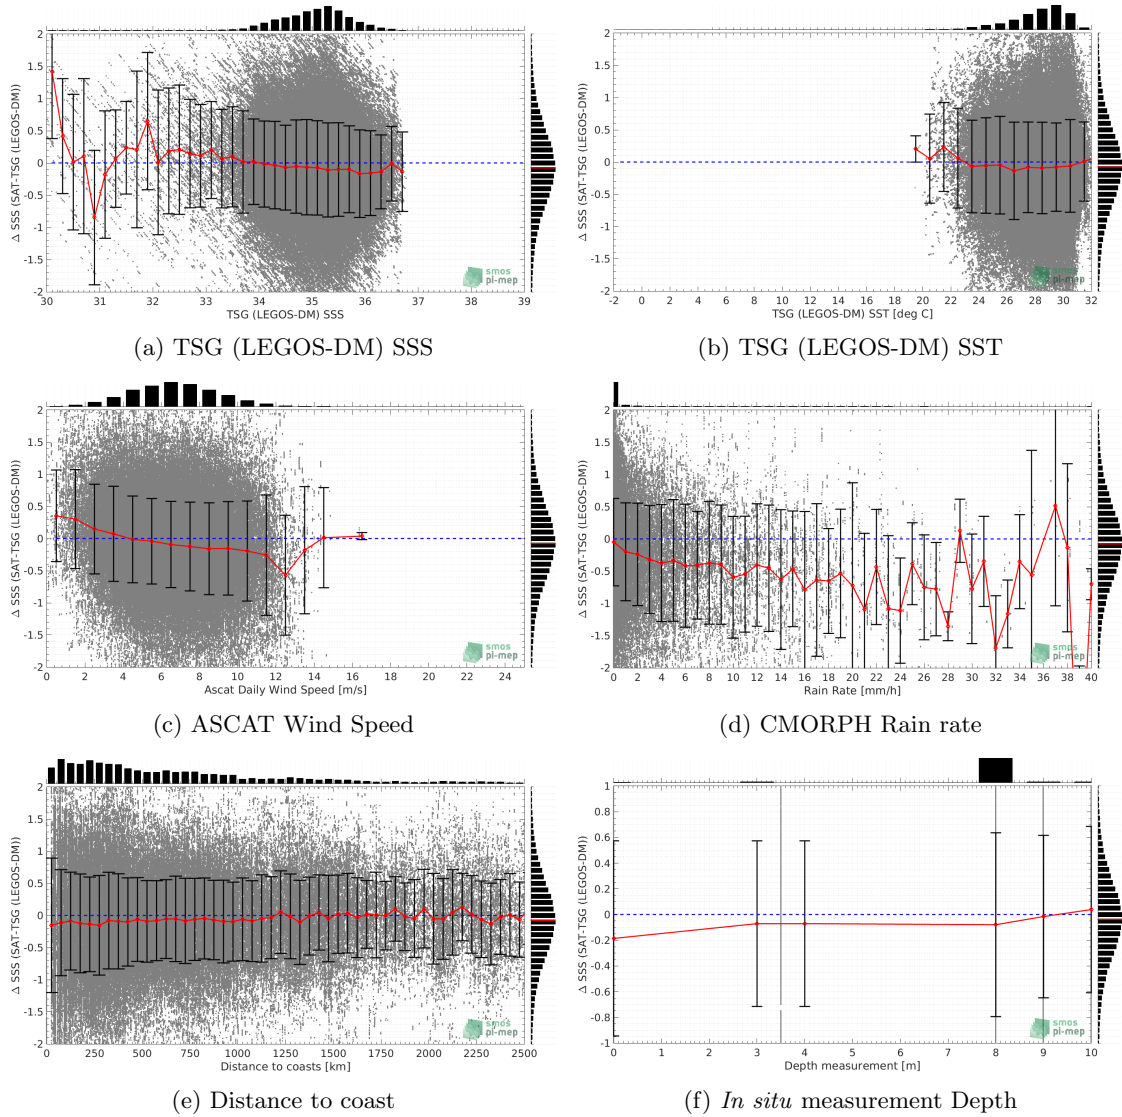 Δ SSS (SAT-TSG (LEGOS-DM))
2
1.5
1
0.5
0
-0.5
-1
-1.5
-2
30 31 32 33 34 35 36 37 38 39
TSG (LEGOS-DM) SSS
smos
pi-mep
(a) TSG (LEGOS-DM) SSS
Δ SSS (SAT-TSG (LEGOS-DM))
2
1.5
1
0.5
0
-0.5
-1
-1.5
-2
-2 0 2 4 6 8 10 12 14 16 18 20 22 24 26 28 30 32
TSG (LEGOS-DM) SST [deg C]
smos
pi-mep
(b) TSG (LEGOS-DM) SST
Δ SSS (SAT-TSG (LEGOS-DM))
2
1.5
1
0.5
0
-0.5
-1
-1.5
-2
0 2 4 6 8 10 12 14 16 18 20 22 24
Ascat Daily Wind Speed [m/s]
smos
pi-mep
(c) ASCAT Wind Speed
Δ SSS (SAT-TSG (LEGOS-DM))
2
1.5
1
0.5
0
-0.5
-1
-1.5
-2
0 2 4 6 8 10 12 14 16 18 20 22 24 26 28 30 32 34 36 38 40
Rain Rate [mm/h]
smos
pi-mep
(d) CMORPH Rain rate
Δ SSS (SAT-TSG (LEGOS-DM))
2
1.5
1
0.5
0
-0.5
-1
-1.5
-2
0 250 500 750 1000 1250 1500 1750 2000 2250 2500
Distance to coasts [km]
smos
pi-mep
(e) Distance to coast
Δ SSS (SAT-TSG (LEGOS-DM))
1
0.8
0.6
0.4
0.2
0
-0.2
-0.4
-0.6
-0.8
-1
0 1 2 3 4 5 6 7 8 9 10
Depth measurement [m]
smos
pi-mep
(f) In situ measurement Depth